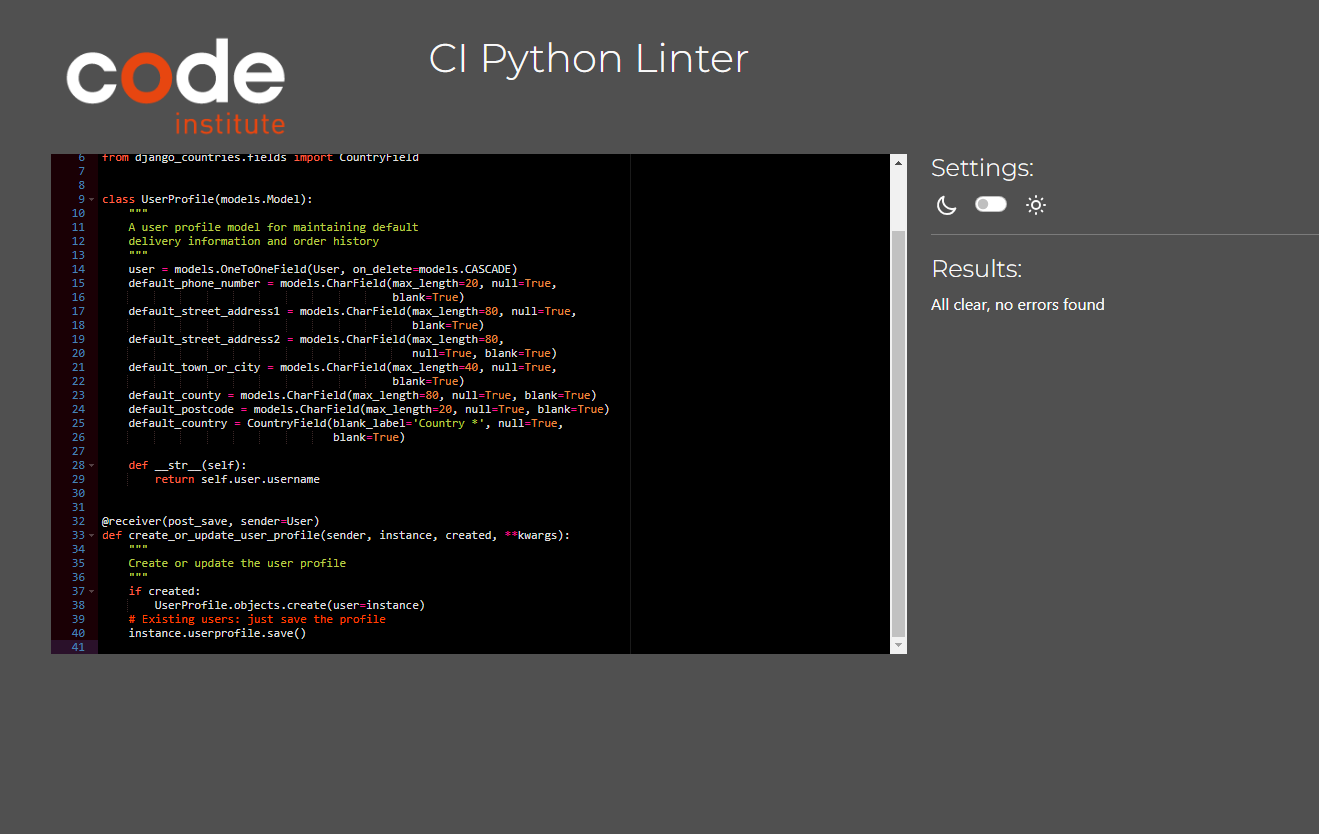 code
institute
CI Python Linter
6 from django_countries.fields import CountryField
7
8
9 class UserProfile(models.Model):
10 """
11 A user profile model for maintaining default
12 delivery information and order history
13 """
14 user = models.OneToOneField(User, on_delete=models.CASCADE)
15 default_phone_number = models.CharField(max_length=20, null=True,
16 blank=True)
17 default_street_address1 = models.CharField(max_length=80, null=True,
18 blank=True)
19 default_street_address2 = models.CharField(max_length=80,
20 null=True, blank=True)
21 default_town_or_city = models.CharField(max_length=40, null=True,
22 blank=True)
23 default_county = models.CharField(max_length=80, null=True, blank=True)
24 default_postcode = models.CharField(max_length=20, null=True, blank=True)
25 default_country = CountryField(blank_label='Country *', null=True,
26 blank=True)
27
28 def __str__(self):
29 return self.user.username
30
31
32 @receiver(post_save, sender=User)
33 def create_or_update_user_profile(sender, instance, created, **kwargs):
34 """
35 Create or update the user profile
36 """
37 if created:
38 UserProfile.objects.create(user=instance)
39 # Existing users: just save the profile
40 instance.userprofile.save()
41
Settings:
Results:
All clear, no errors found